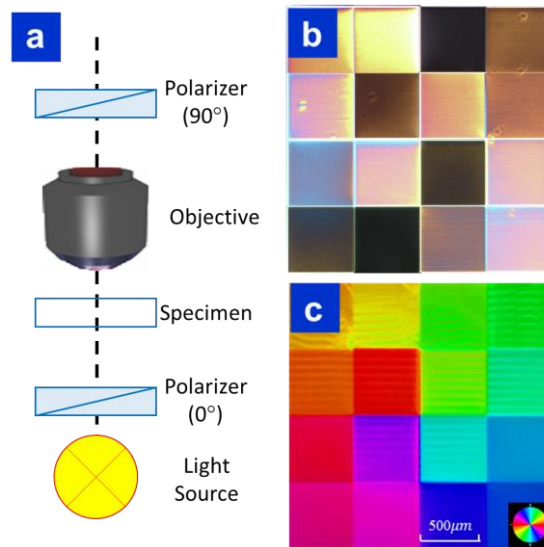 a
Polarizer
(90°)
Objective
Specimen
Polarizer
(0°)
Light
Source
b
c
500μm